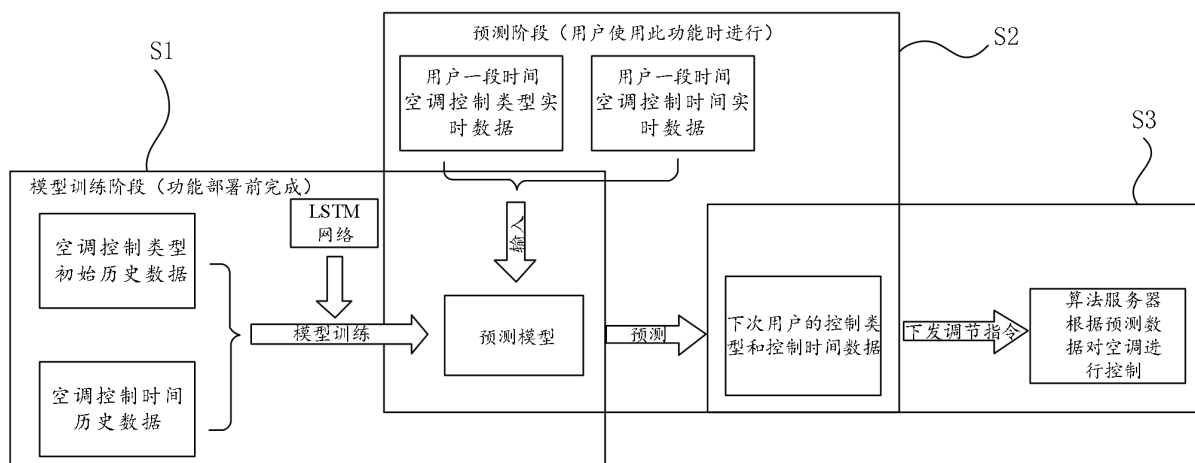 S1
预测阶段（用户使用此功能时进行）
S2
用户一段时间
空调控制类型实
时数据
用户一段时间
空调控制时间实
时数据
S3
模型训练阶段（功能部署前完成）
LSTM
网络
输入
空调控制类型
初始历史数据
模型训练
预测模型
预测
下次用户的控制类
型和控制时间数据
下发调节指令
算法服务器
根据预测数
据对空调进
行控制
空调控制时间
历史数据